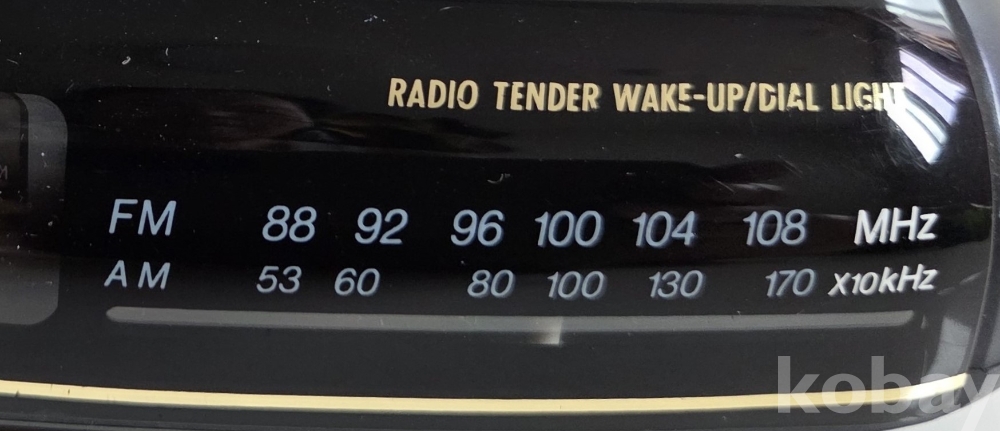 RADIO TENDER WAKE-UP/DIAL LIGHT
FM 88 92 96 100 104 108 MHz
AM 53 60 80 100 130 170 X10kHz
kobay